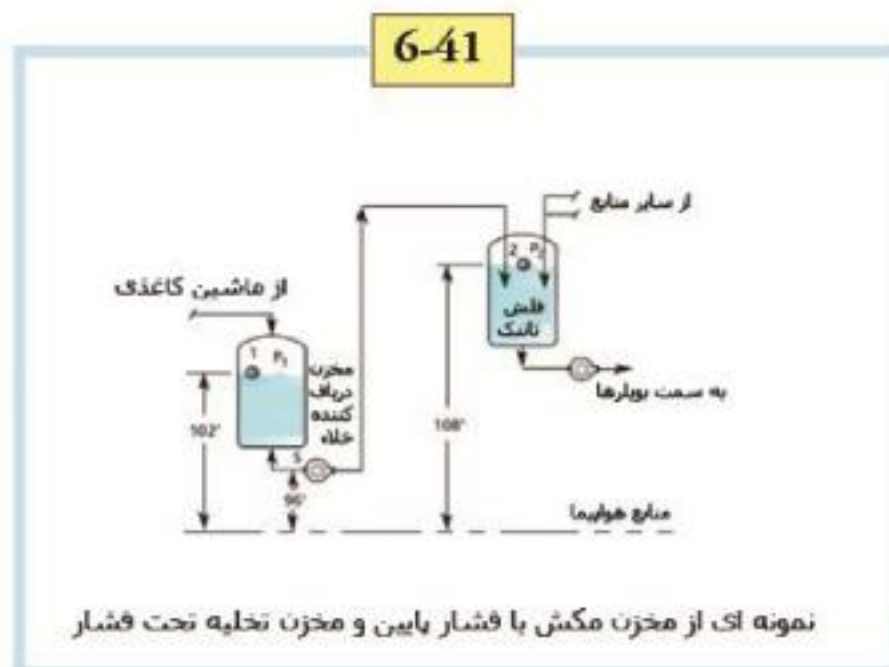 6-41
از سایر منابع
2 P₂
فلش
تانیک
به سمت بویلرها
از ماشین کاغذی
1 P₁
مخزن
دریافت
کننده
خلاء
102'
S
96'
108'
منابع هواپیما
نمونه ای از مخزن مکش با فشار پایین و مخزن تخلیه تحت فشار